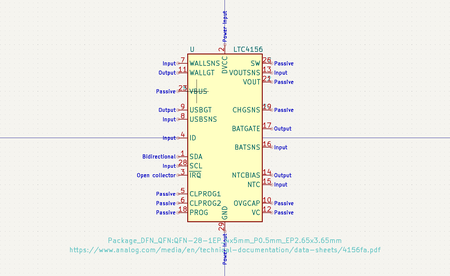 Power input
U LTC4156
2
DVCC
Input 7 WALLSNS SW 26 Passive
Output 11 WALLGT VOUTSNS 13 Input
VOUT 21 Passive
Passive 23 VBUS
Output 9 USBGT CHGSNS 19 Passive
Input 8 USBSNS
BATGATE 17 Output
Input 4 ID
BATSNS 16 Input
Bidirectional 1 SDA
Input 28 SCL
Open collector 3 IRQ NTCBIAS 14 Output
NTC 15 Input
Passive 5 CLPROG1
Passive 6 CLPROG2 OVGCAP 10 Passive
Passive 18 PROG VC 12 Passive
GND
29
Power input
Package_DFN_QFN:QFN-28-1EP_4x5mm_P0.5mm_EP2.65x3.65mm
https://www.analog.com/media/en/technical-documentation/data-sheets/4156fa.pdf